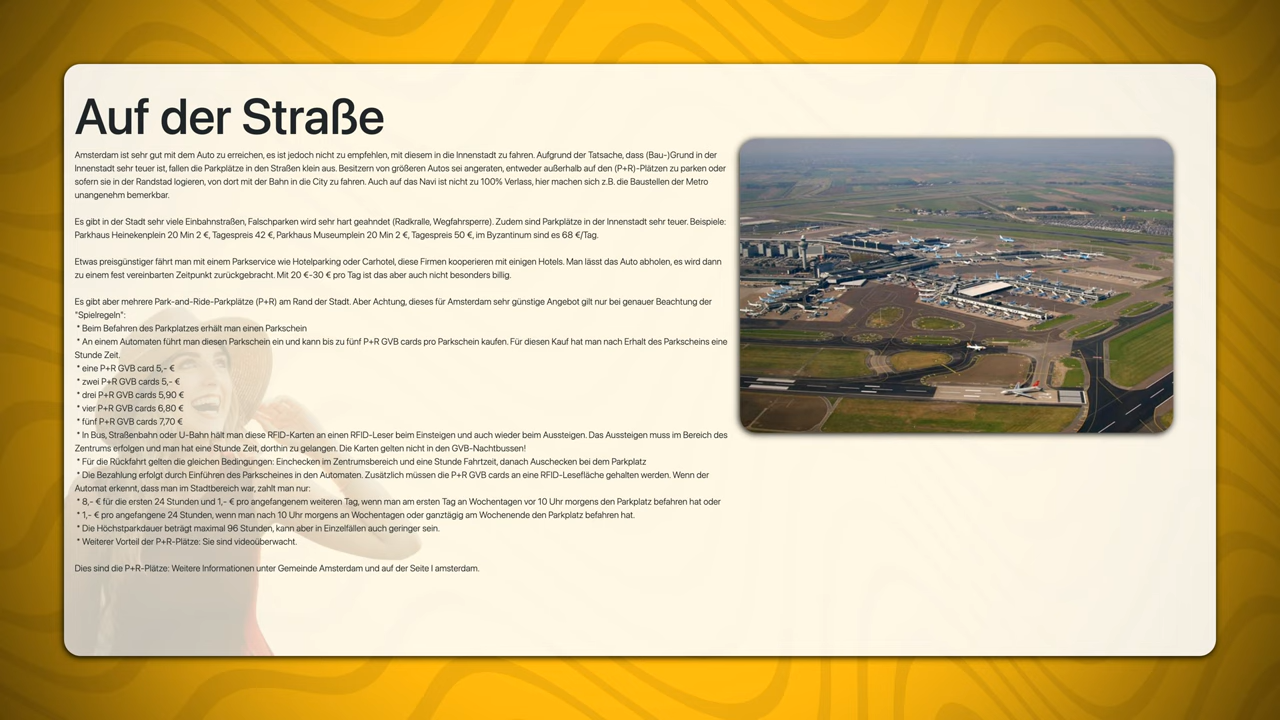 Auf der Straße
Amsterdam ist sehr gut mit dem Auto zu erreichen, es ist jedoch nicht zu empfehlen, mit diesem in die Innenstadt zu fahren. Aufgrund der Tatsache, dass (Bau-)Grund in der
Innenstadt sehr teuer ist, fallen die Parkplätze in den Straßen klein aus. Besitzern von größeren Autos sei angeraten, entweder außerhalb auf den (P+R)-Plätzen zu parken oder
sofern sie in der Randstad logieren, von dort mit der Bahn in die City zu fahren. Auch auf das Navi ist nicht zu 100% Verlass, hier machen sich z.B. die Baustellen der Metro
unangenehm bemerkbar.
Es gibt in der Stadt sehr viele Einbahnstraßen, Falschparken wird sehr hart geahndet (Radkralle, Wegfahrsperre). Zudem sind Parkplätze in der Innenstadt sehr teuer. Beispiele:
Parkhaus Heinekenplein 20 Min 2 €, Tagespreis 42 €, Parkhaus Museumplein 20 Min 2 €, Tagespreis 50 €, im Byzantinum sind es 68 €/Tag.
Etwas preisgünstiger fährt man mit einem Parkservice wie Hotelparking oder Carhotel, diese Firmen kooperieren mit einigen Hotels. Man lässt das Auto abholen, es wird dann
zu einem fest vereinbarten Zeitpunkt zurückgebracht. Mit 20 €-30 € pro Tag ist das aber auch nicht besonders billig.
Es gibt aber mehrere Park-and-Ride-Parkplätze (P+R) am Rand der Stadt. Aber Achtung, dieses für Amsterdam sehr günstige Angebot gilt nur bei genauer Beachtung der
"Spielregeln":
* Beim Befahren des Parkplatzes erhält man einen Parkschein
* An einem Automaten führt man diesen Parkschein ein und kann bis zu fünf P+R GVB cards pro Parkschein kaufen. Für diesen Kauf hat man nach Erhalt des Parkscheins eine
Stunde Zeit.
* eine P+R GVB card 5,- €
* zwei P+R GVB cards 5,- €
* drei P+R GVB cards 5,90 €
* vier P+R GVB cards 6,80 €
* fünf P+R GVB cards 7,70 €
* In Bus, Straßenbahn oder U-Bahn hält man diese RFID-Karten an einen RFID-Leser beim Einsteigen und auch wieder beim Aussteigen. Das Aussteigen muss im Bereich des
Zentrums erfolgen und man hat eine Stunde Zeit, dorthin zu gelangen. Die Karten gelten nicht in den GVB-Nachtbussen!
* Für die Rückfahrt gelten die gleichen Bedingungen: Einchecken im Zentrumsbereich und eine Stunde Fahrtzeit, danach Auschecken bei dem Parkplatz
* Die Bezahlung erfolgt durch Einführen des Parkscheines in den Automaten. Zusätzlich müssen die P+R GVB cards an eine RFID-Lesefläche gehalten werden. Wenn der
Automat erkennt, dass man im Stadtbereich war, zahlt man nur:
* 8,- € für die ersten 24 Stunden und 1,- € pro angefangenem weiteren Tag, wenn man am ersten Tag an Wochentagen vor 10 Uhr morgens den Parkplatz befahren hat oder
* 1,- € pro angefangene 24 Stunden, wenn man nach 10 Uhr morgens an Wochentagen oder ganztägig am Wochenende den Parkplatz befahren hat.
* Die Höchstparkdauer beträgt maximal 96 Stunden, kann aber in Einzelfällen auch geringer sein.
* Weiterer Vorteil der P+R-Plätze: Sie sind videoüberwacht.
Dies sind die P+R-Plätze: Weitere Informationen unter Gemeinde Amsterdam und auf der Seite I amsterdam.